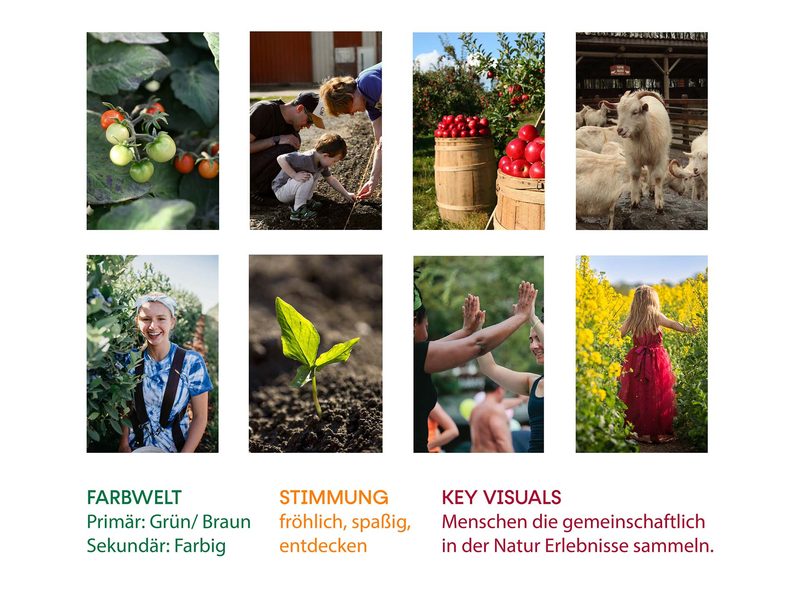 FARBWELT
Primär: Grün/ Braun
Sekundär: Farbig
STIMMUNG
fröhlich, spaßig,
entdecken
KEY VISUALS
Menschen die gemeinschaftlich
in der Natur Erlebnisse sammeln.